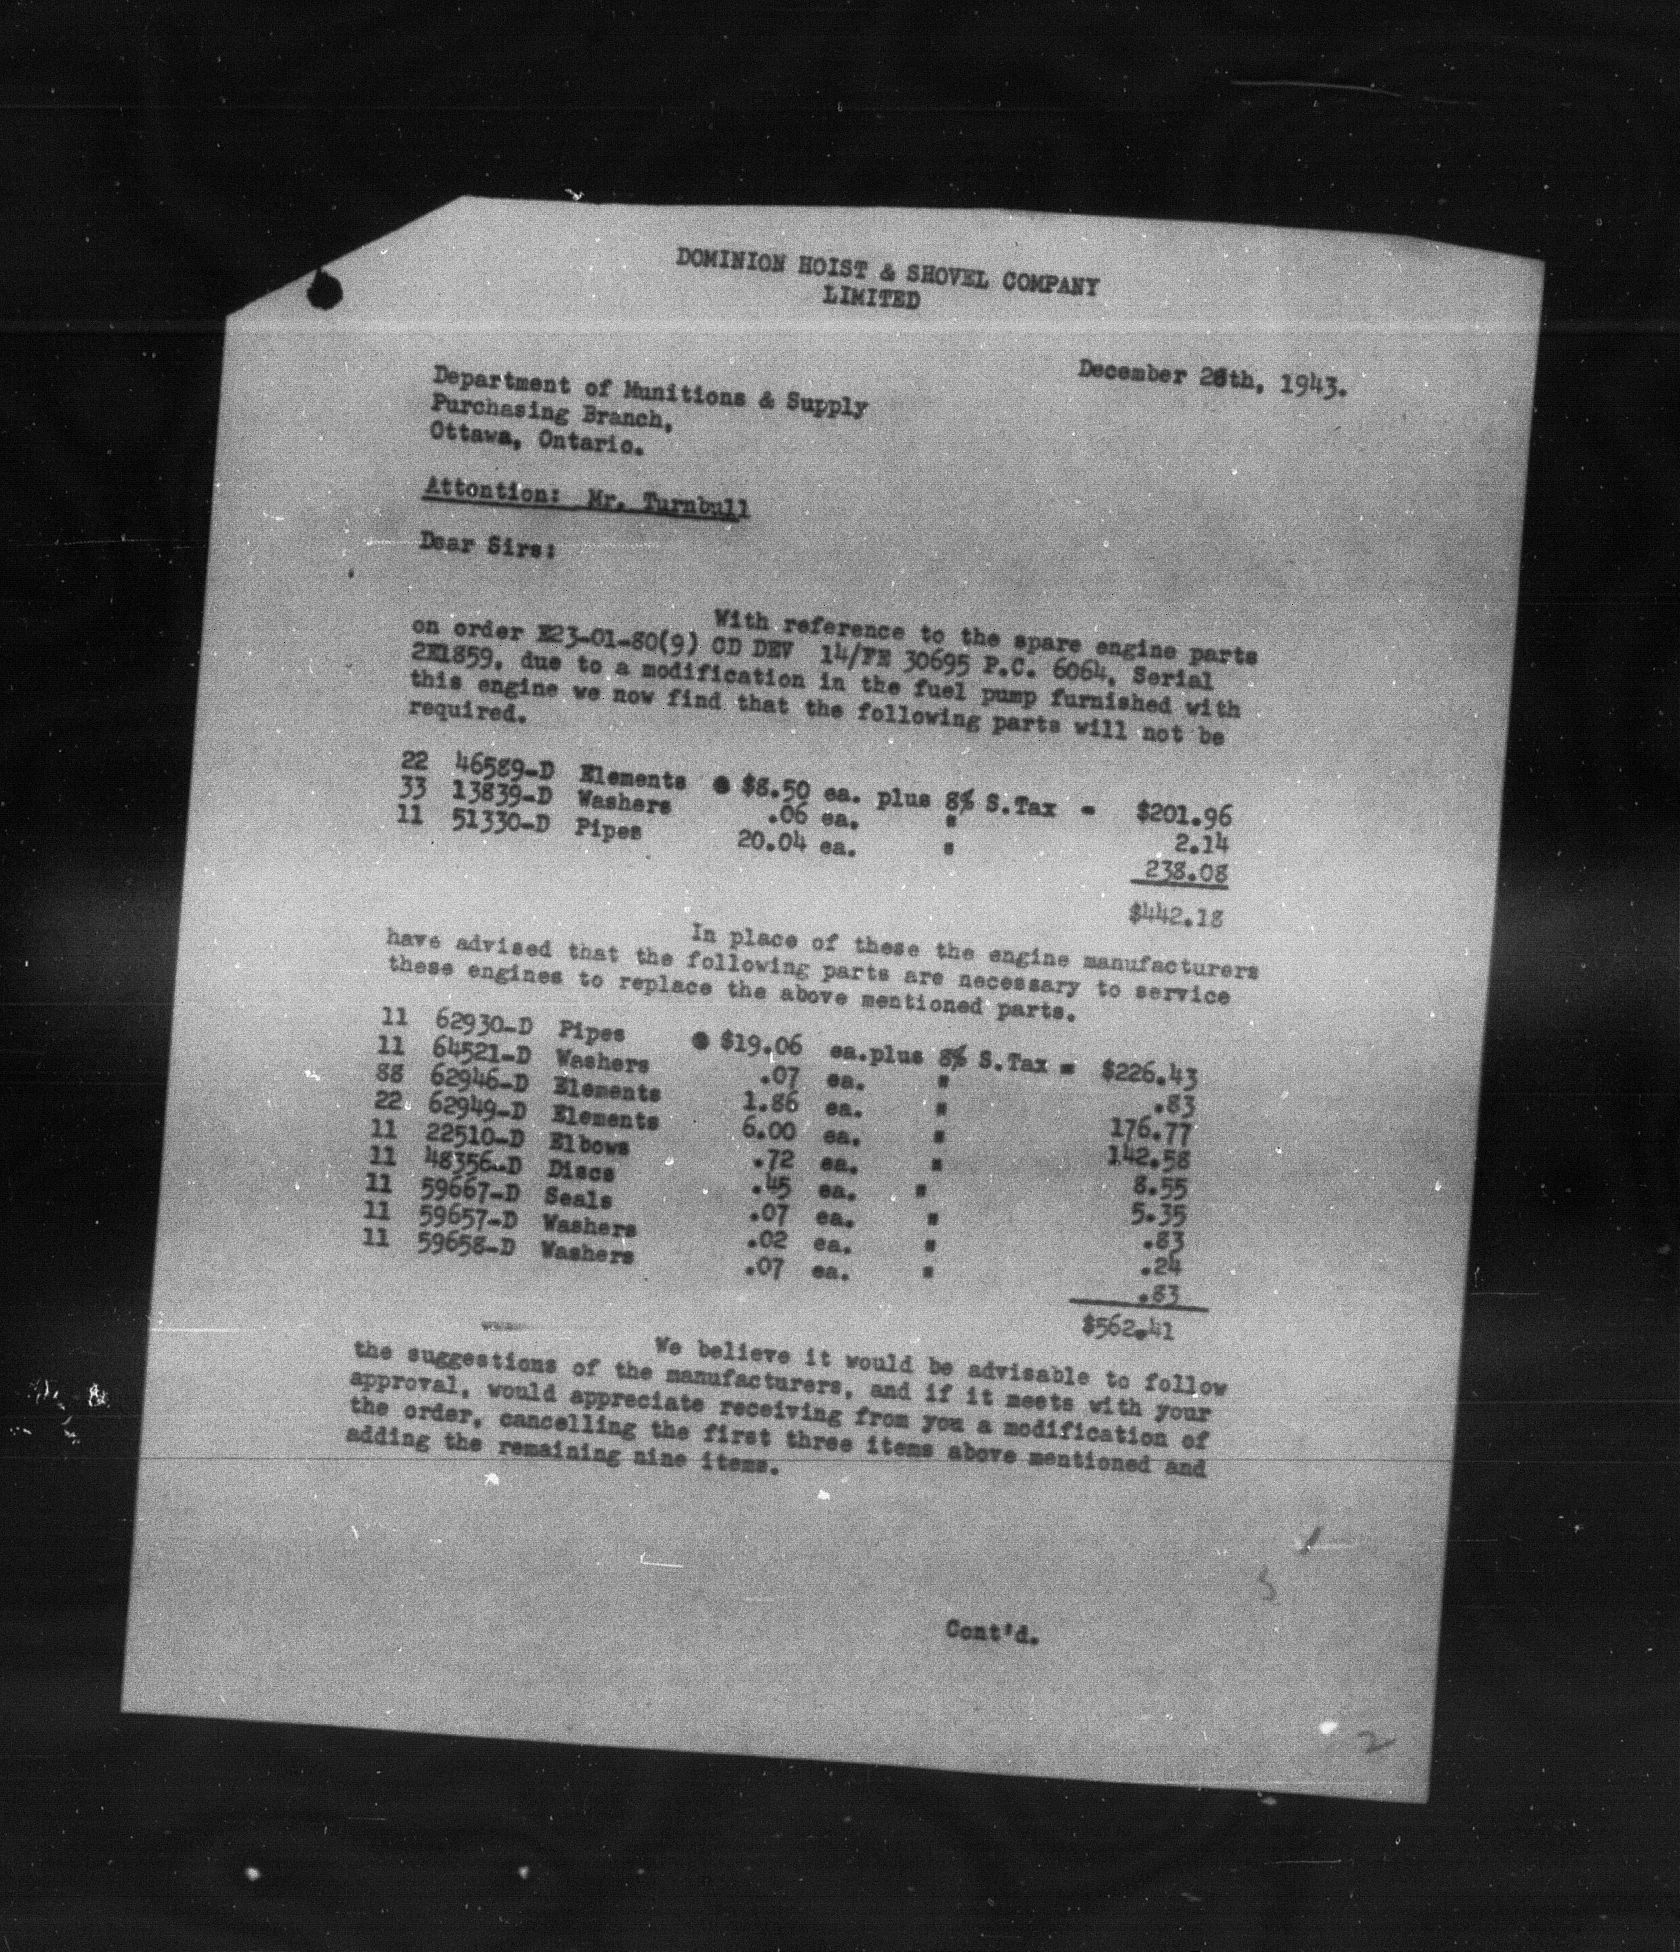 DOMINION HOIST & SHOVEL COMPANY
LIMITED
December 28th, 1943.
Department of Munitions & Supply
Purchasing Branch,
Ottawa, Ontario.
Attention: Mr. Turnbull
Dear Sirs:
With reference to the spare engine parts
on order E23-01-80(9) CD DEV 14/FE 30695 P.C. 6064, Serial
2E1859, due to a modification in the fuel pump furnished with
this engine we now find that the following parts will not be
required.
22 46589-D Elements @ $8.50 ea. plus 8% S.Tax - $201.96
33 13839-D Washers .06 ea. " 2.14
11 51330-D Pipes 20.04 ea. " 238.08
$442.18
In place of these the engine manufacturers
have advised that the following parts are necessary to service
these engines to replace the above mentioned parts.
11 62930-D Pipes @ $19.06 ea.plus 8% S.Tax = $226.43
11 64521-D Washers .07 ea. " .83
88 62946-D Elements 1.86 ea. " 176.77
22 62949-D Elements 6.00 ea. " 142.58
11 22510-D Elbows .72 ea. " 8.55
11 48356-D Discs .45 ea. " 5.35
11 59667-D Seals .07 ea. " .83
11 59657-D Washers .02 ea. " .24
11 59658-D Washers .07 ea. " .83
$562.41
We believe it would be advisable to follow
the suggestions of the manufacturers, and if it meets with your
approval, would appreciate receiving from you a modification of
the order, cancelling the first three items above mentioned and
adding the remaining nine items.
Cont'd.
2